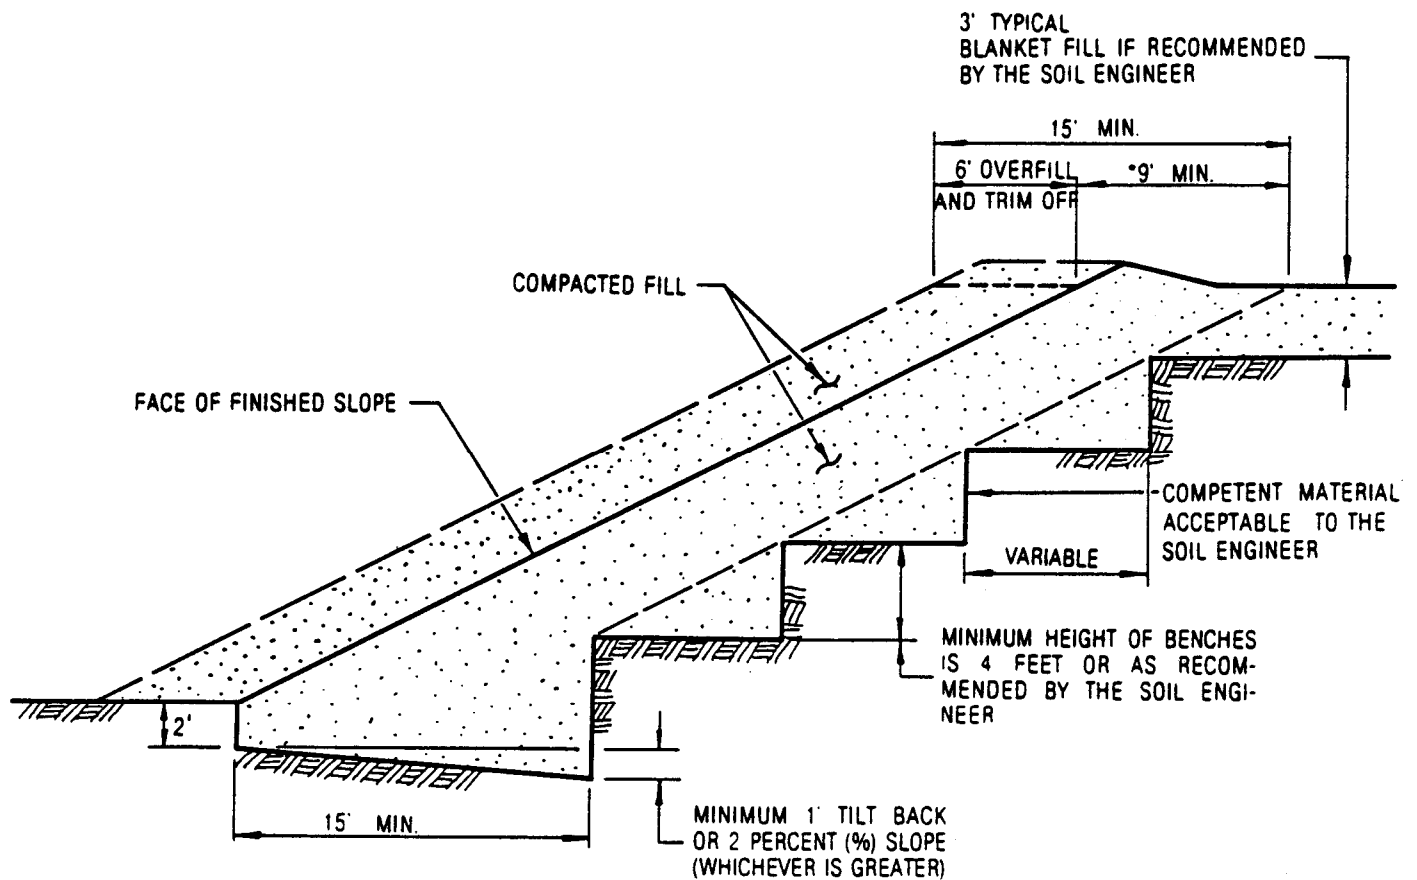 3' TYPICAL
BLANKET FILL IF RECOMMENDED
BY THE SOIL ENGINEER
15' MIN.
6' OVERFILL
AND TRIM OFF
*9' MIN.
COMPACTED FILL
FACE OF FINISHED SLOPE
COMPETENT MATERIAL
ACCEPTABLE TO THE
SOIL ENGINEER
VARIABLE
MINIMUM HEIGHT OF BENCHES
IS 4 FEET OR AS RECOM-
MENDED BY THE SOIL ENGI-
NEER
2'
15' MIN.
MINIMUM 1' TILT BACK
OR 2 PERCENT (%) SLOPE
(WHICHEVER IS GREATER)